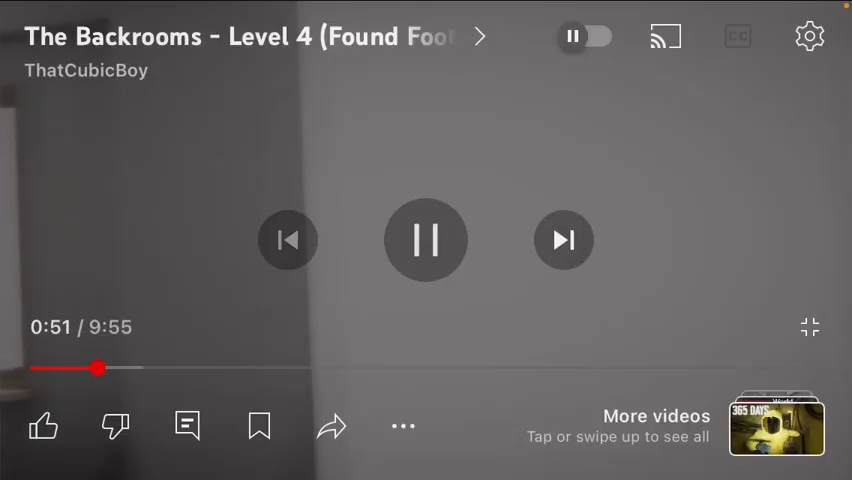 The Backrooms - Level 4 (Found Foot
ThatCubicBoy
CC
0:51 / 9:55
More videos
Tap or swipe up to see all
World
365 DAYS